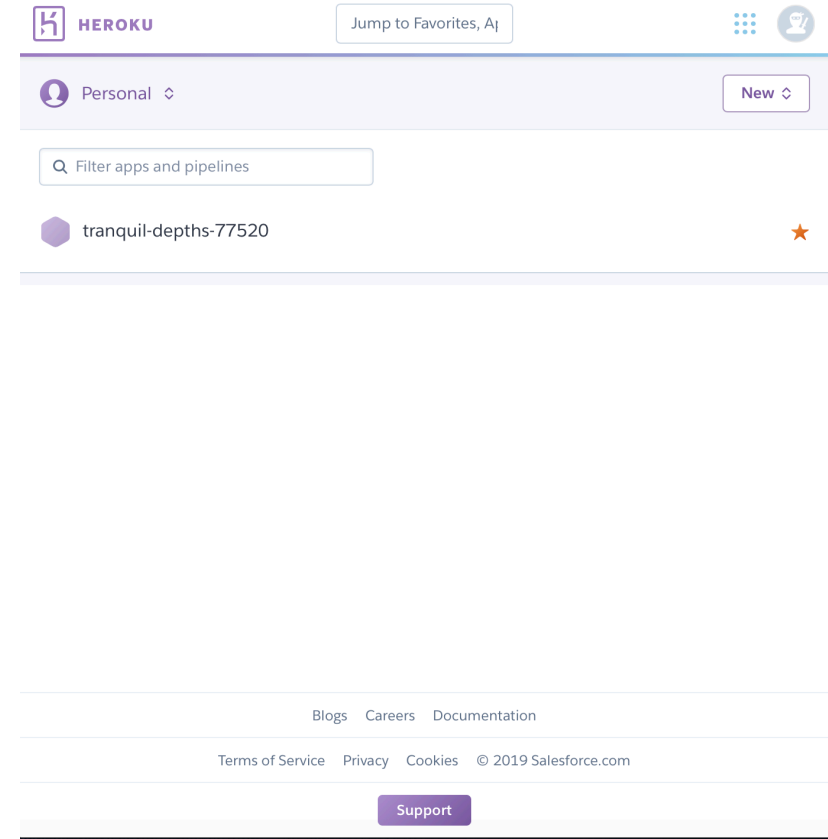 HEROKU
Jump to Favorites, Ap
Personal
New
Filter apps and pipelines
tranquil-depths-77520
Blogs Careers Documentation
Terms of Service Privacy Cookies © 2019 Salesforce.com
Support